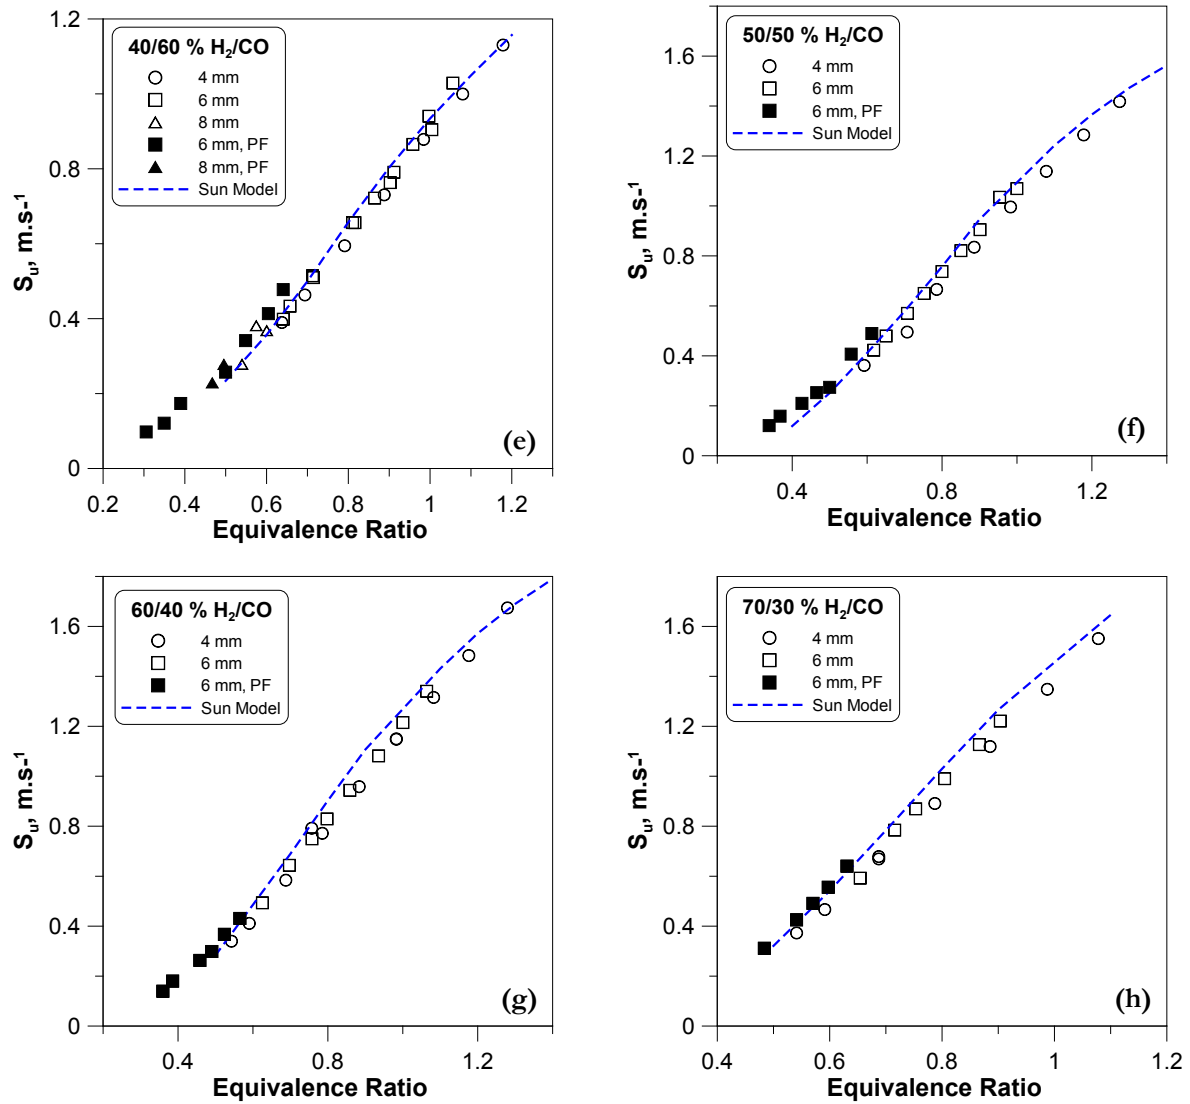 40/60 % H₂/CO
4 mm
6 mm
8 mm
6 mm, PF
8 mm, PF
Sun Model
1.2
0.8
0.4
0
Sᵤ, m.s⁻¹
(e)
0.2 0.4 0.6 0.8 1 1.2
Equivalence Ratio
50/50 % H₂/CO
4 mm
6 mm
6 mm, PF
Sun Model
1.6
1.2
0.8
0.4
0
Sᵤ, m.s⁻¹
(f)
0.4 0.8 1.2
Equivalence Ratio
60/40 % H₂/CO
4 mm
6 mm
6 mm, PF
Sun Model
1.6
1.2
0.8
0.4
0
Sᵤ, m.s⁻¹
(g)
0.4 0.8 1.2
Equivalence Ratio
70/30 % H₂/CO
4 mm
6 mm
6 mm, PF
Sun Model
1.6
1.2
0.8
0.4
0
Sᵤ, m.s⁻¹
(h)
0.4 0.6 0.8 1 1.2
Equivalence Ratio